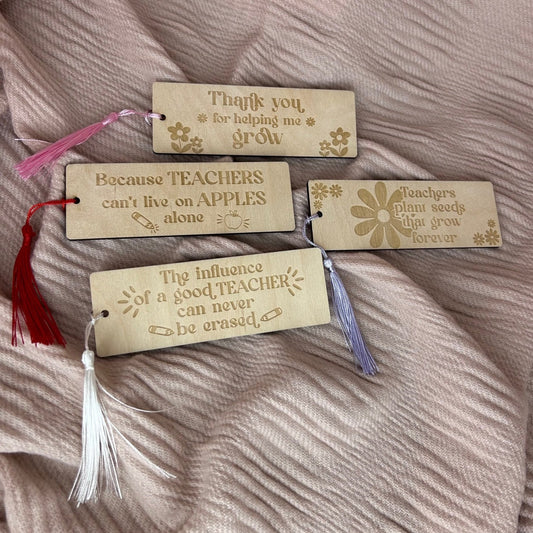 Thank you
for helping me
grow
Because TEACHERS
can't live on APPLES
alone
Teachers
plant seeds
that grow
forever
The influence
of a good TEACHER
can never
be erased